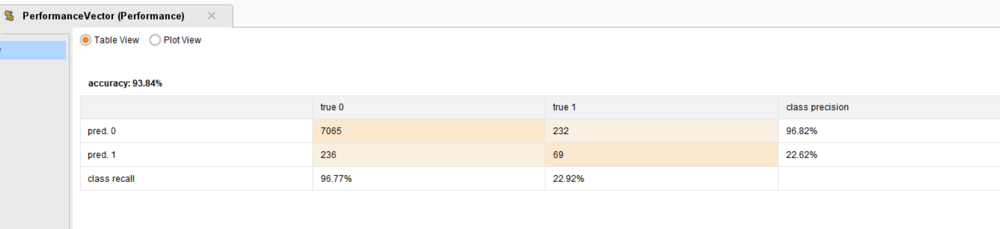 PerformanceVector (Performance)
Table View Plot View
accuracy: 93.84%
true 0 true 1 class precision
pred. 0 7065 232 96.82%
pred. 1 236 69 22.62%
class recall 96.77% 22.92%